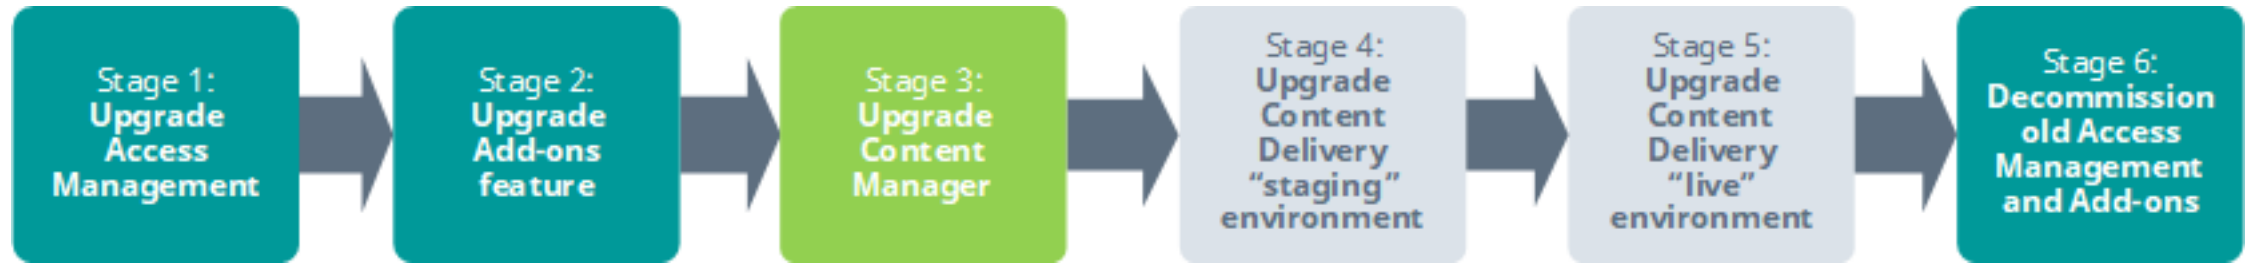 Stage 1:
Upgrade
Access
Management
Stage 2:
Upgrade
Add-ons
feature
Stage 3:
Upgrade
Content
Manager
Stage 4:
Upgrade
Content
Delivery
“staging”
environment
Stage 5:
Upgrade
Content
Delivery
“live”
environment
Stage 6:
Decommission
old Access
Management
and Add-ons